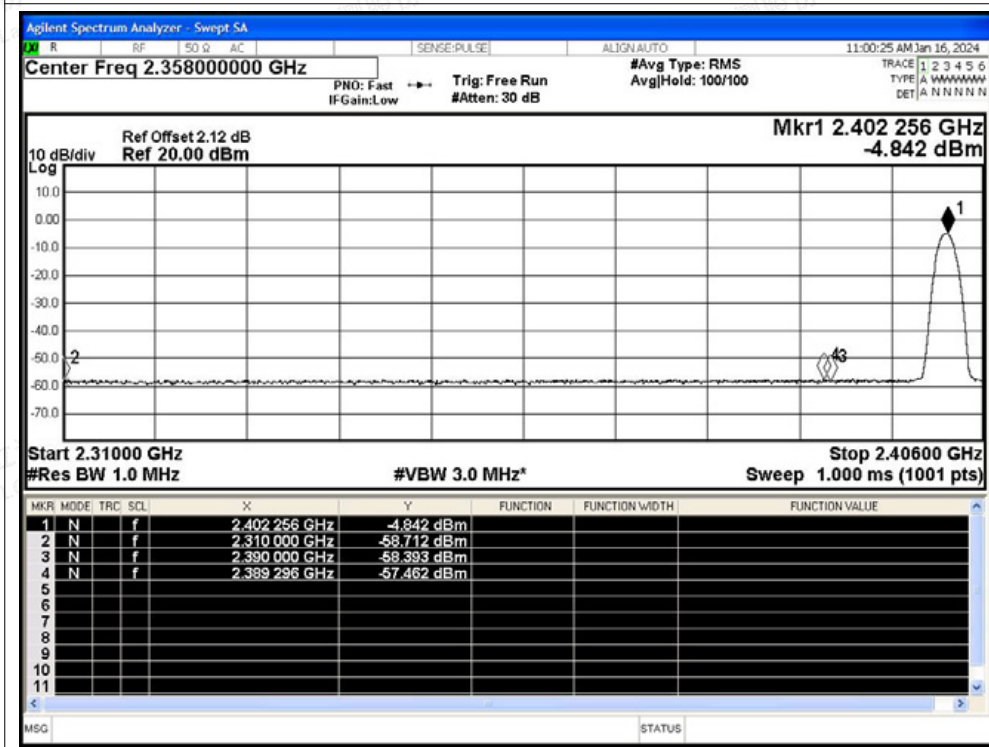 Agilent Spectrum Analyzer - Swept SA
LXI R RF 50 Ω AC SENSE:PULSE ALIGN AUTO 11:00:25 AM Jan 16, 2024
Center Freq 2.358000000 GHz
PNO: Fast
IFGain:Low
Trig: Free Run
#Atten: 30 dB
#Avg Type: RMS
Avg|Hold: 100/100
TRACE 1 2 3 4 5 6
TYPE A WWWWW
DET A N N N N N
Mkr1 2.402 256 GHz
-4.842 dBm
Ref Offset 2.12 dB
10 dB/div Ref 20.00 dBm
Log
10.0
0.00
-10.0
-20.0
-30.0
-40.0
-50.0
-60.0
-70.0
1
2
43
Start 2.31000 GHz Stop 2.40600 GHz
#Res BW 1.0 MHz #VBW 3.0 MHz* Sweep 1.000 ms (1001 pts)
MKR MODE TRC SCL X Y FUNCTION FUNCTION WIDTH FUNCTION VALUE
1 N f 2.402 256 GHz -4.842 dBm
2 N f 2.310 000 GHz -58.712 dBm
3 N f 2.390 000 GHz -58.393 dBm
4 N f 2.389 296 GHz -57.462 dBm
5
6
7
8
9
10
11
MSG STATUS